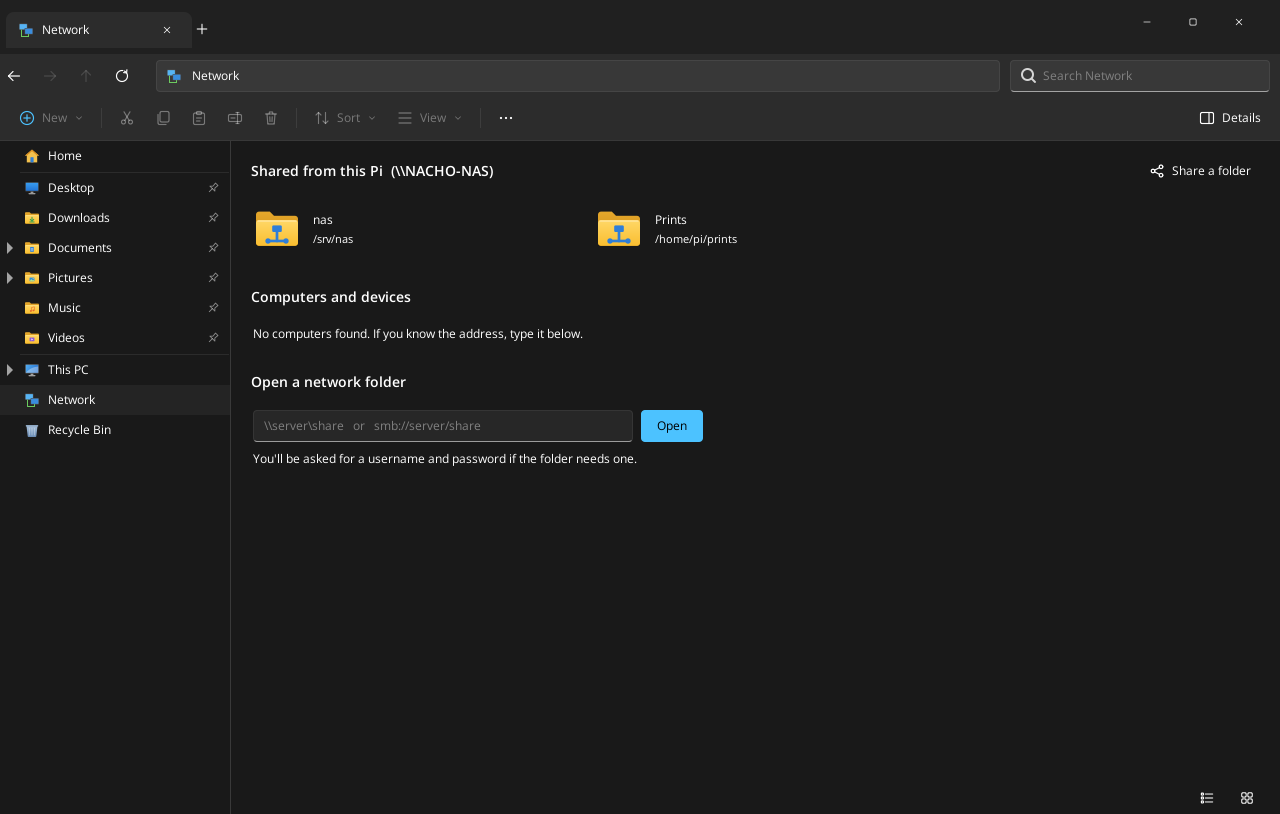 Network
Network
Search Network
New
Sort
View
Details
Home
Desktop
Downloads
Documents
Pictures
Music
Videos
This PC
Network
Recycle Bin
Shared from this Pi (\\NACHO-NAS)
Share a folder
nas
/srv/nas
Prints
/home/pi/prints
Computers and devices
No computers found. If you know the address, type it below.
Open a network folder
\\server\share or smb://server/share
Open
You'll be asked for a username and password if the folder needs one.